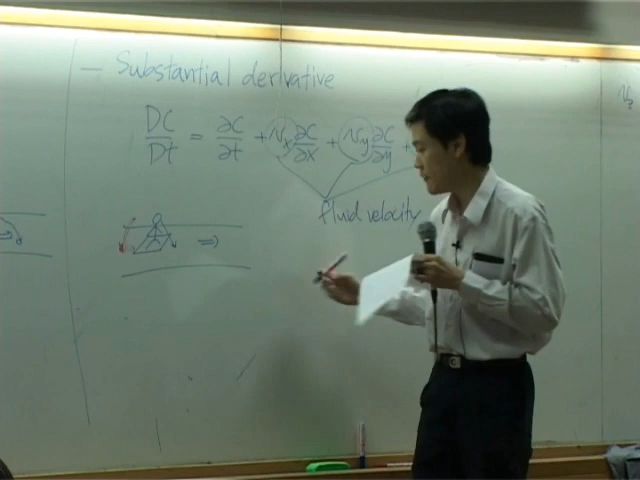 — Substantial derivative
DC/Dt = ∂C/∂t + v_x ∂C/∂x + v_y ∂C/∂y +
fluid velocity
⇒